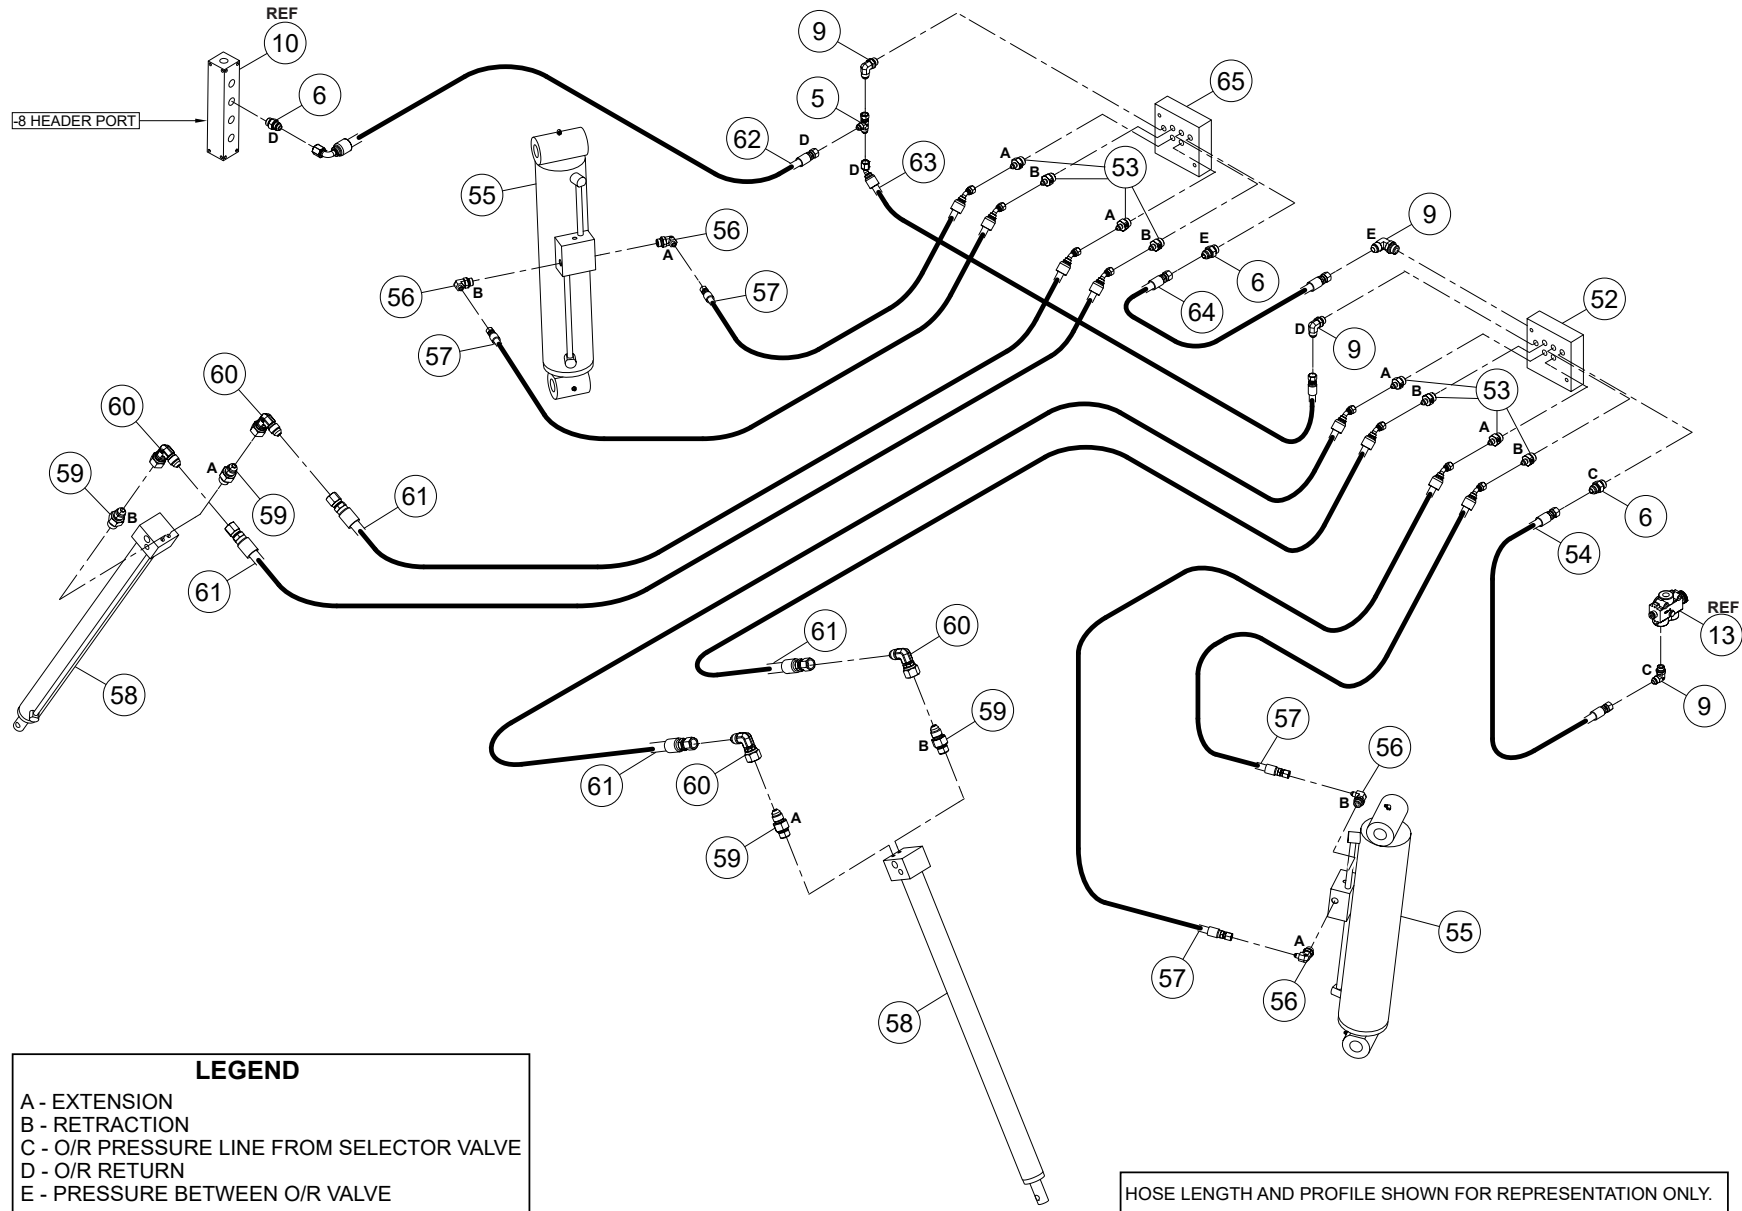 REF
10
9
6
5
65
-8 HEADER PORT
D
62
D
A
53
B
D
63
55
56
A
A
B
E
9
E
56
B
57
64
6
52
57
D
9
60
A
53
B
60
A
B
59
A
59
61
C
6
B
54
61
REF
13
61
60
C
9
58
59
57
56
B
61
60
B
A
59
55
A
57
56
58
LEGEND
A - EXTENSION
B - RETRACTION
C - O/R PRESSURE LINE FROM SELECTOR VALVE
D - O/R RETURN
E - PRESSURE BETWEEN O/R VALVE
HOSE LENGTH AND PROFILE SHOWN FOR REPRESENTATION ONLY.